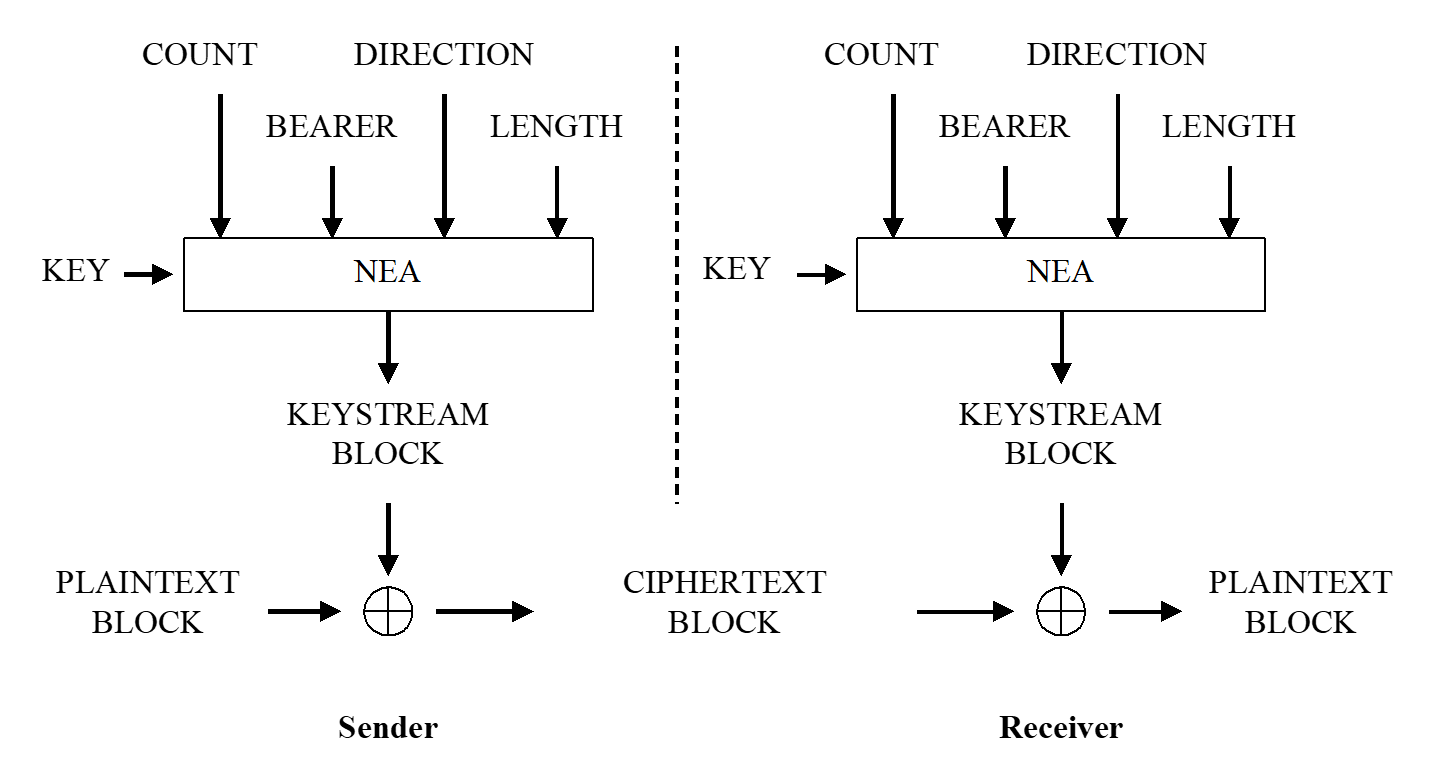 COUNT DIRECTION COUNT DIRECTION
BEARER LENGTH BEARER LENGTH
KEY NEA KEY NEA
KEYSTREAM BLOCK KEYSTREAM BLOCK
PLAINTEXT BLOCK CIPHERTEXT BLOCK PLAINTEXT BLOCK
Sender Receiver